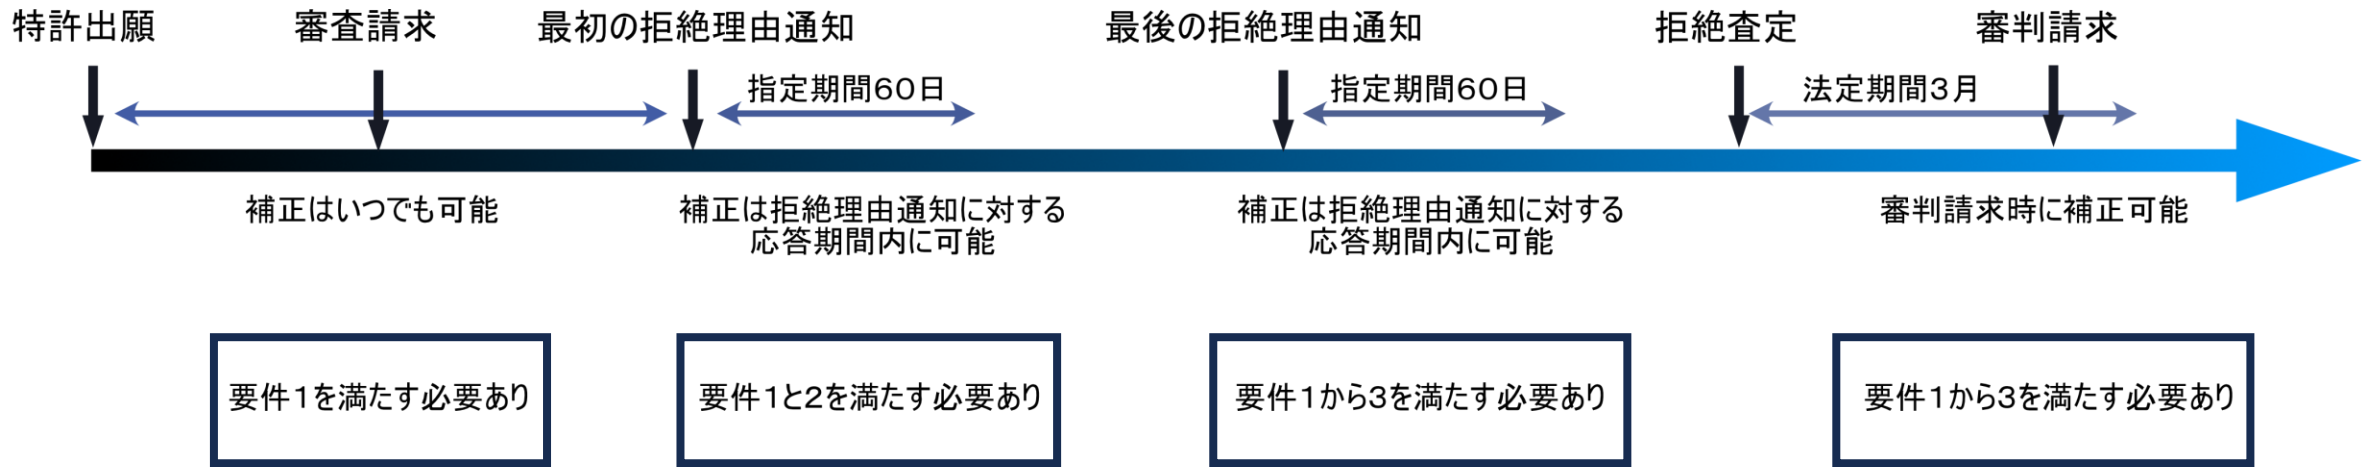 特許出願
審査請求
最初の拒絶理由通知
最後の拒絶理由通知
拒絶査定
審判請求
指定期間60日
指定期間60日
法定期間3月
補正はいつでも可能
補正は拒絶理由通知に対する
応答期間内に可能
補正は拒絶理由通知に対する
応答期間内に可能
審判請求時に補正可能
要件1を満たす必要あり
要件1と2を満たす必要あり
要件1から3を満たす必要あり
要件1から3を満たす必要あり